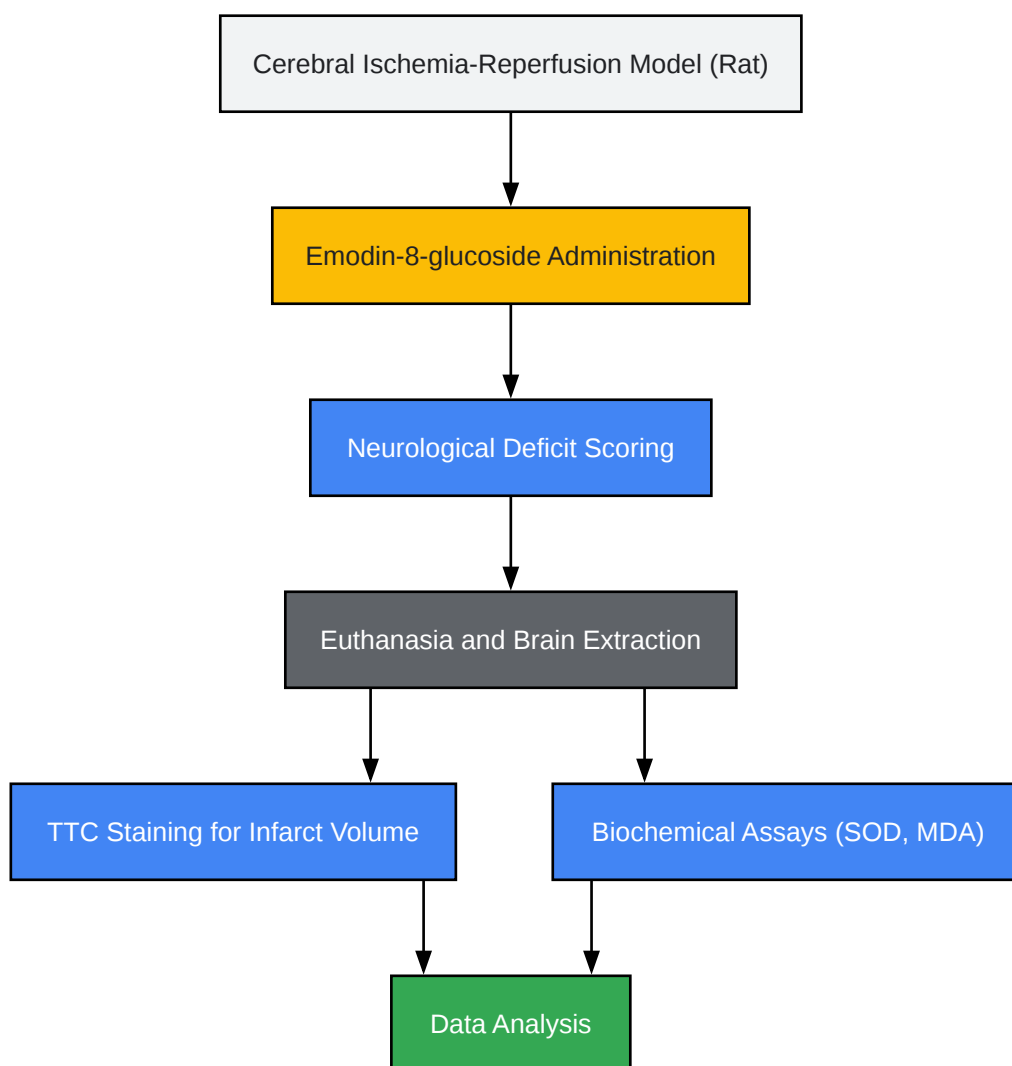 Cerebral Ischemia-Reperfusion Model (Rat)
Emodin-8-glucoside Administration
Neurological Deficit Scoring
Euthanasia and Brain Extraction
TTC Staining for Infarct Volume
Biochemical Assays (SOD, MDA)
Data Analysis